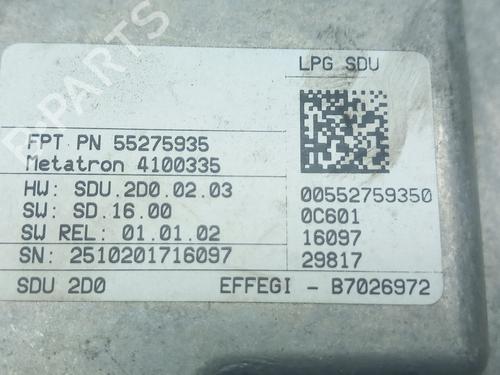 LPG SDU
FPT PN 55275935
Metatron 4100335
HW: SDU.2D0.02.03
SW: SD.16.00
SW REL: 01.01.02
SN: 2510201716097
00552759350
0C601
16097
29817
SDU 2D0
EFFEGI - B7026972
B-PARTS